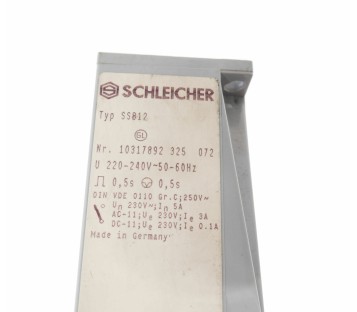 SCHLEICHER
Typ SSB12
GL
Nr. 10317892 325 072
U 220-240V~50-60Hz
0,5s 0,5s
DIN VDE 0110 Gr.C;250V~
Un 230V~;In 5A
AC-11;Ue 230V;Ie 3A
DC-11;Ue 230V;Ie 0.1A
Made in Germany